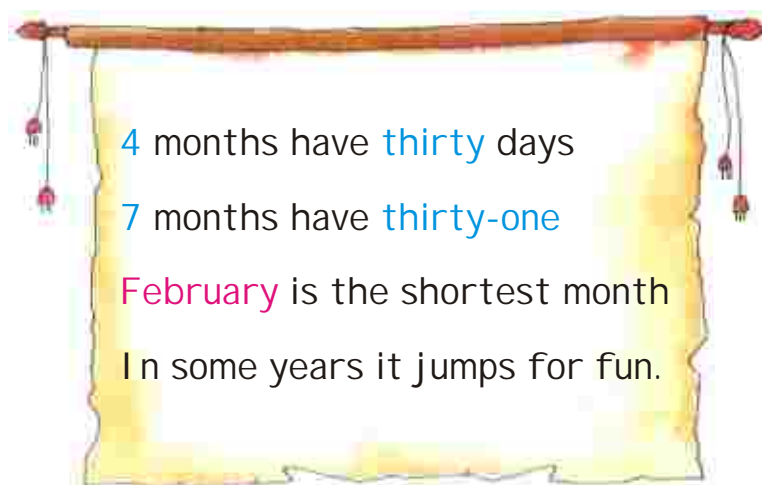 4 months have thirty days
7 months have thirty-one
February is the shortest month
In some years it jumps for fun.